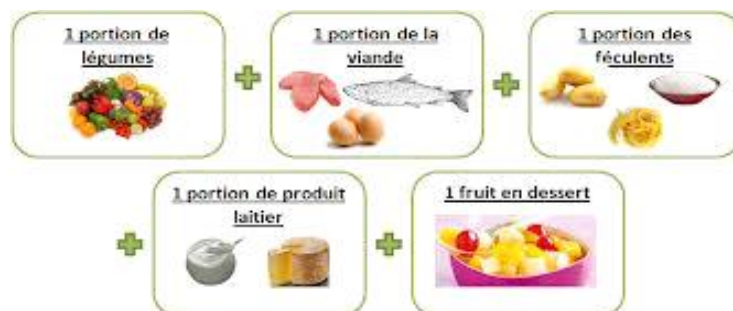 1 portion de
légumes
1 portion de la
viande
1 portion des
féculents
1 portion de produit
laitier
1 fruit en dessert